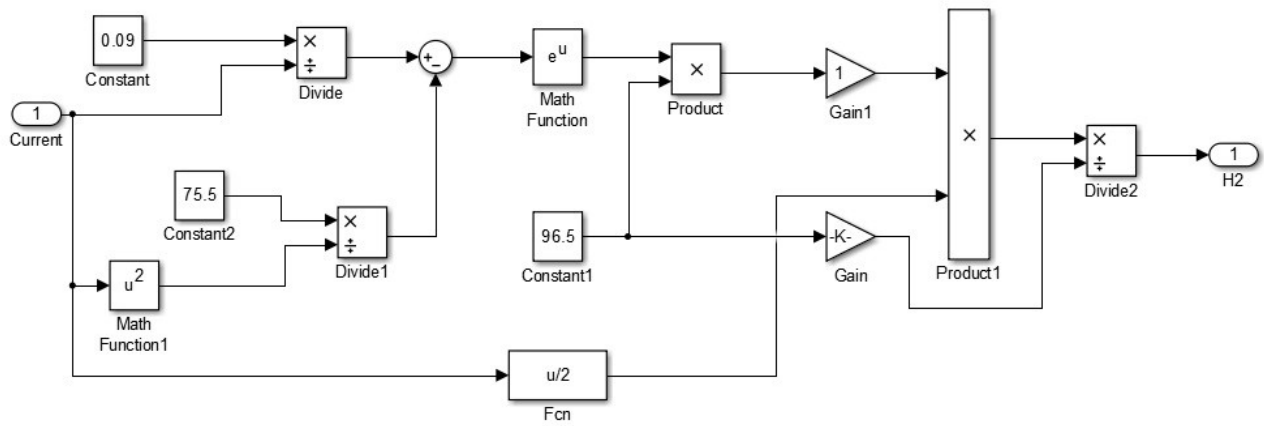 0.09
Constant
×
÷
Divide
+
−
e^u
Math
Function
×
Product
1
Gain1
1
Current
×
×
÷
Divide2
1
H2
75.5
Constant2
×
÷
Divide1
96.5
Constant1
-K-
Gain
Product1
u^2
Math
Function1
u/2
Fcn